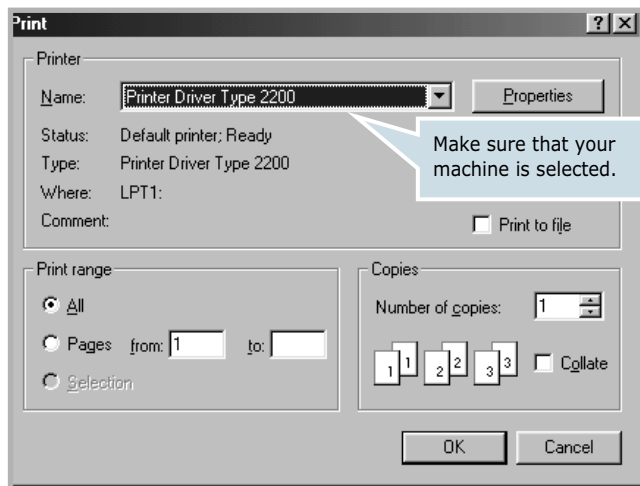 Print
Printer
Name: Printer Driver Type 2200 Properties
Status: Default printer; Ready
Type: Printer Driver Type 2200
Where: LPT1:
Comment: Print to file
Make sure that your
machine is selected.
Print range
All
Pages from: 1 to:
Selection
Copies
Number of copies: 1
1 1 2 2 3 3 Collate
OK Cancel